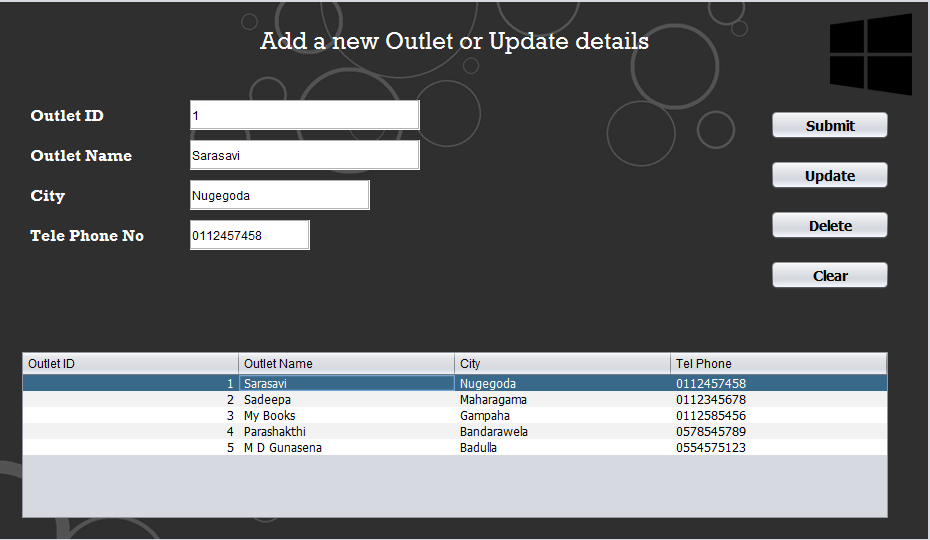 Add a new Outlet or Update details
Outlet ID 1
Outlet Name Sarasavi
City Nugegoda
Tele Phone No 0112457458
Submit
Update
Delete
Clear
Outlet ID Outlet Name City Tel Phone
1 Sarasavi Nugegoda 0112457458
2 Sadeepa Maharagama 0112345678
3 My Books Gampaha 0112585456
4 Parashakthi Bandarawela 0578545789
5 M D Gunasena Badulla 0554575123